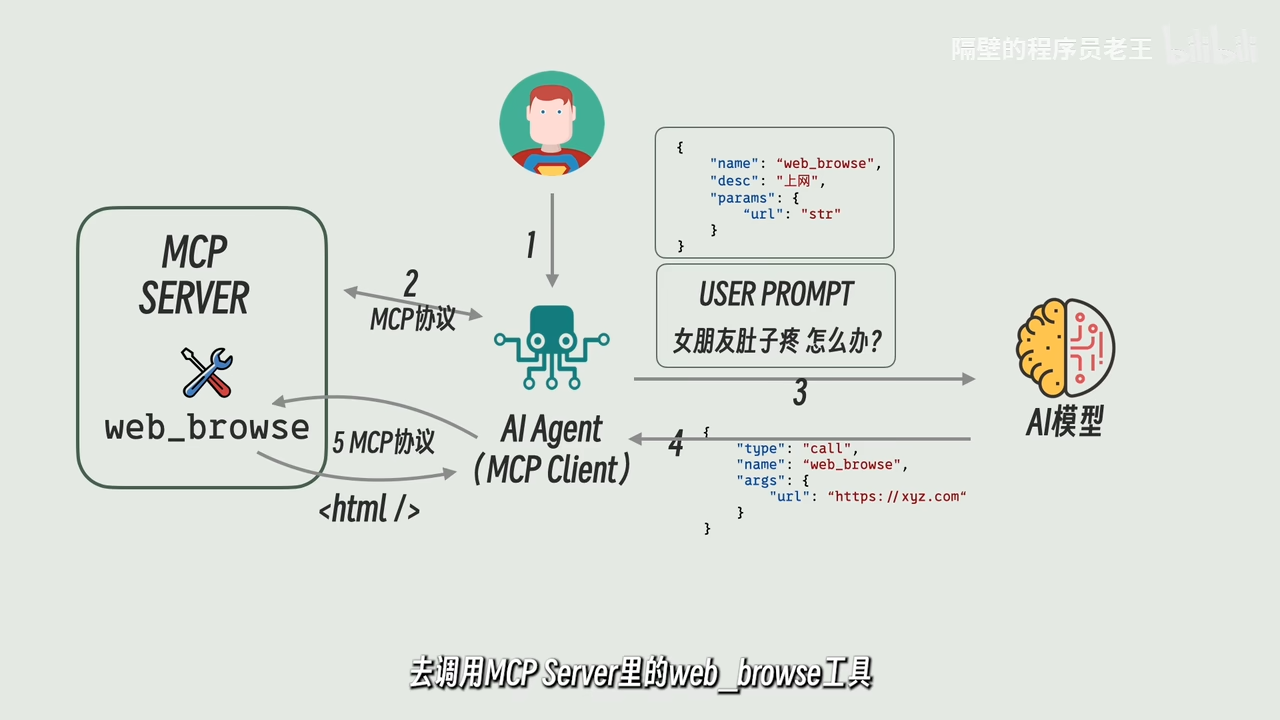 隔壁的程序员老王 bilibili
{
"name": “web_browse",
"desc": "上网",
"params": {
“url": "str"
}
}
MCP
SERVER
1
2
MCP协议
USER PROMPT
女朋友肚子疼 怎么办?
3
AI模型
web_browse
AI Agent
(MCP Client)
5 MCP协议
<html />
4
{
"type": "call",
"name": “web_browse",
"args": {
"url": “https://xyz.com“
}
}
去调用MCP Server里的web_browse工具